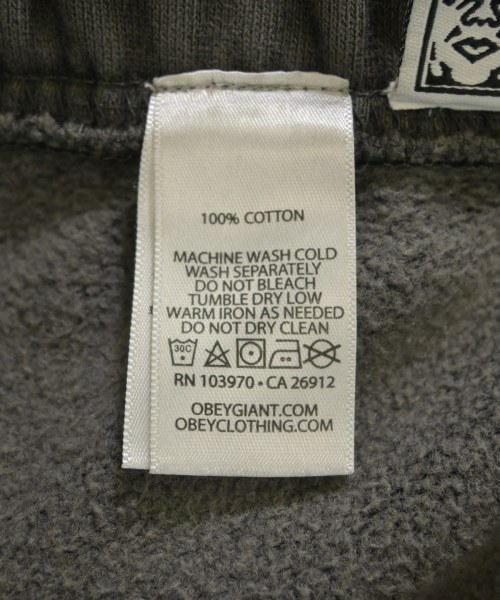 100% COTTON
MACHINE WASH COLD
WASH SEPARATELY
DO NOT BLEACH
TUMBLE DRY LOW
WARM IRON AS NEEDED
DO NOT DRY CLEAN
30C
RN 103970 • CA 26912
OBEYGIANT.COM
OBEYCLOTHING.COM